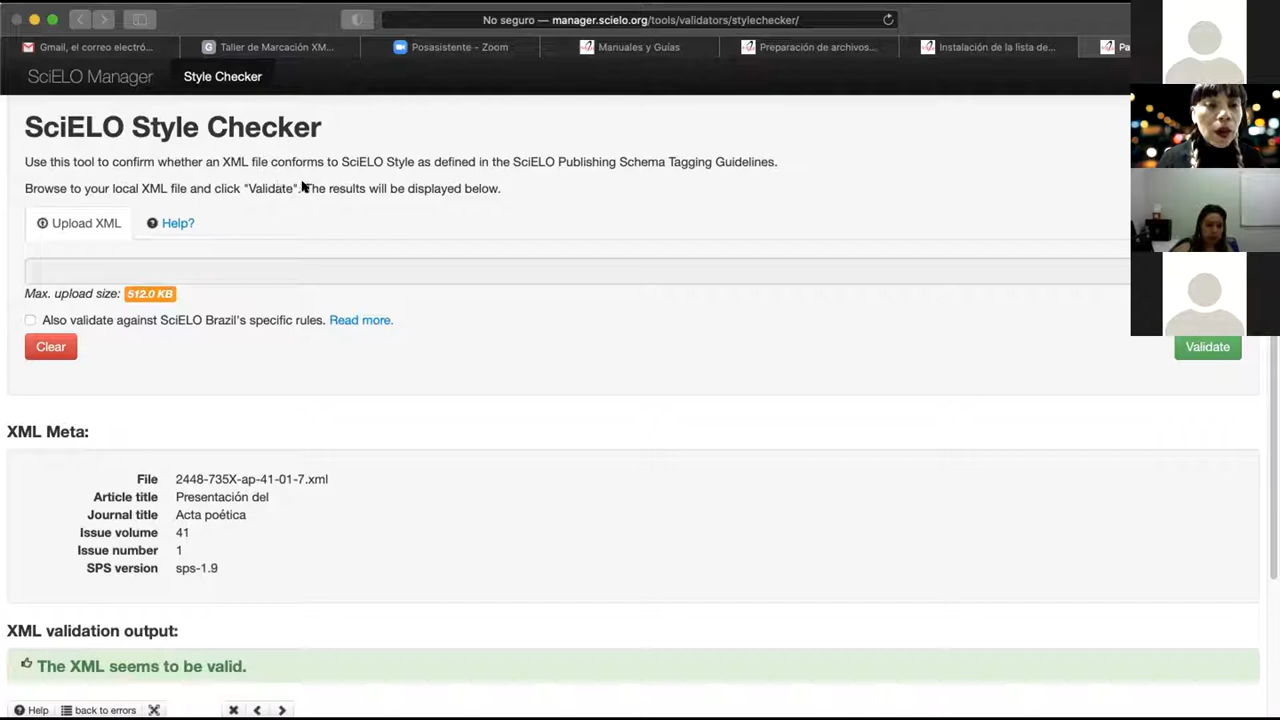 No seguro — manager.scielo.org/tools/validators/stylechecker/
Gmail, el correo electró...
Taller de Marcación XM...
Posasistente – Zoom
Manuales y Guías
Preparación de archivos...
Instalación de la lista de...
Pa
SciELO Manager
Style Checker
SciELO Style Checker
Use this tool to confirm whether an XML file conforms to SciELO Style as defined in the SciELO Publishing Schema Tagging Guidelines.
Browse to your local XML file and click "Validate". The results will be displayed below.
Upload XML
Help?
Max. upload size: 512.0 KB
Also validate against SciELO Brazil's specific rules. Read more.
Clear
Validate
XML Meta:
File 2448-735X-ap-41-01-7.xml
Article title Presentación del
Journal title Acta poética
Issue volume 41
Issue number 1
SPS version sps-1.9
XML validation output:
The XML seems to be valid.
Help back to errors